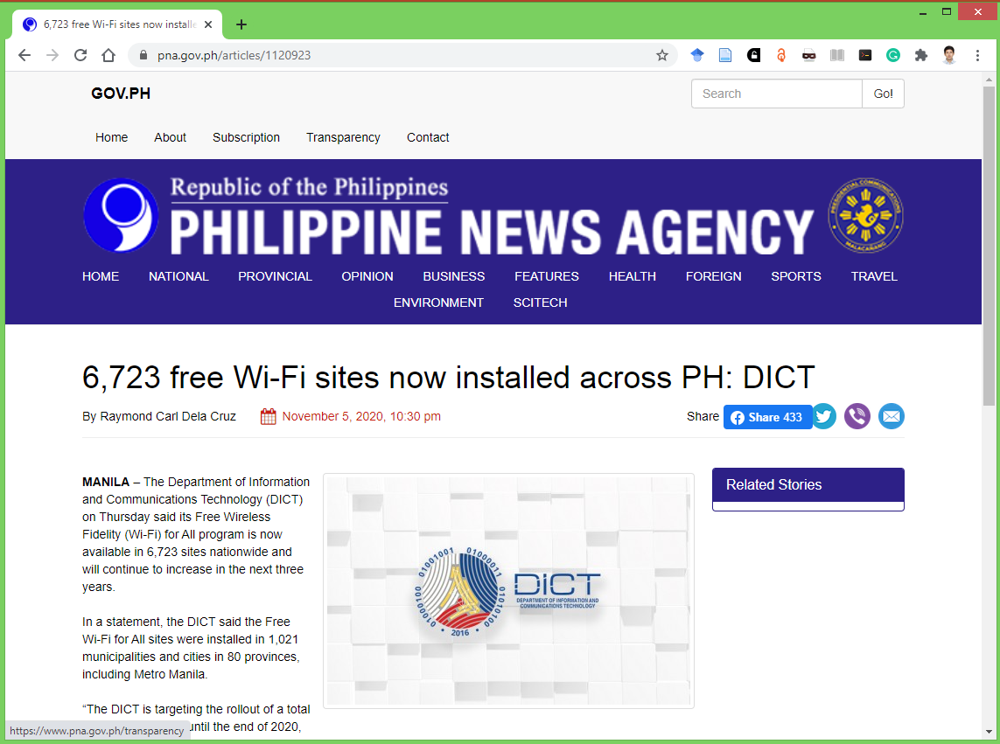 6,723 free Wi-Fi sites now installe
pna.gov.ph/articles/1120923
GOV.PH
Search
Go!
Home About Subscription Transparency Contact
Republic of the Philippines
PHILIPPINE NEWS AGENCY
PRESIDENTIAL COMMUNICATIONS
MALACAÑANG
HOME NATIONAL PROVINCIAL OPINION BUSINESS FEATURES HEALTH FOREIGN SPORTS TRAVEL
ENVIRONMENT SCITECH
6,723 free Wi-Fi sites now installed across PH: DICT
By Raymond Carl Dela Cruz November 5, 2020, 10:30 pm Share Share 433
MANILA – The Department of Information
and Communications Technology (DICT)
on Thursday said its Free Wireless
Fidelity (Wi-Fi) for All program is now
available in 6,723 sites nationwide and
will continue to increase in the next three
years.
In a statement, the DICT said the Free
Wi-Fi for All sites were installed in 1,021
municipalities and cities in 80 provinces,
including Metro Manila.
“The DICT is targeting the rollout of a total
until the end of 2020,
01001001 01000011
01000100 01010100
2016
DICT
DEPARTMENT OF INFORMATION AND
COMMUNICATIONS TECHNOLOGY
Related Stories
https://www.pna.gov.ph/transparency